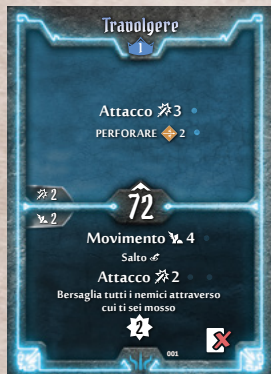 Travolgere
1
Attacco 3
PERFORARE 2
2
72
2
Movimento 4
Salto
Attacco 2
Bersaglia tutti i nemici attraverso
cui ti sei mosso
2
001